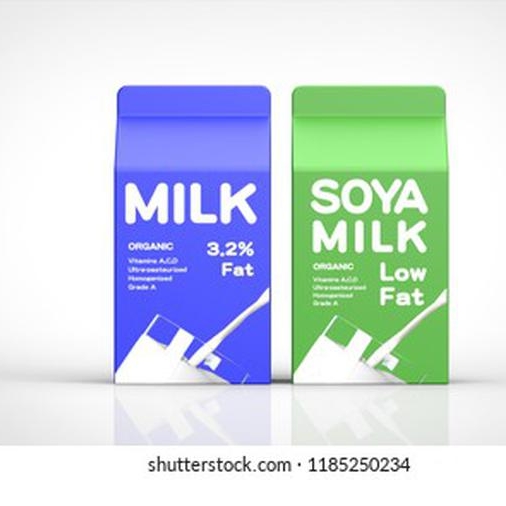 MILK
ORGANIC
Vitamins A,C,D
Ultrapasteurized
Homogenized
Grade A
3.2%
Fat
SOYA
MILK
ORGANIC
Vitamins A,C,D
Ultrapasteurized
Homogenized
Grade A
Low
Fat
shutterstock.com · 1185250234